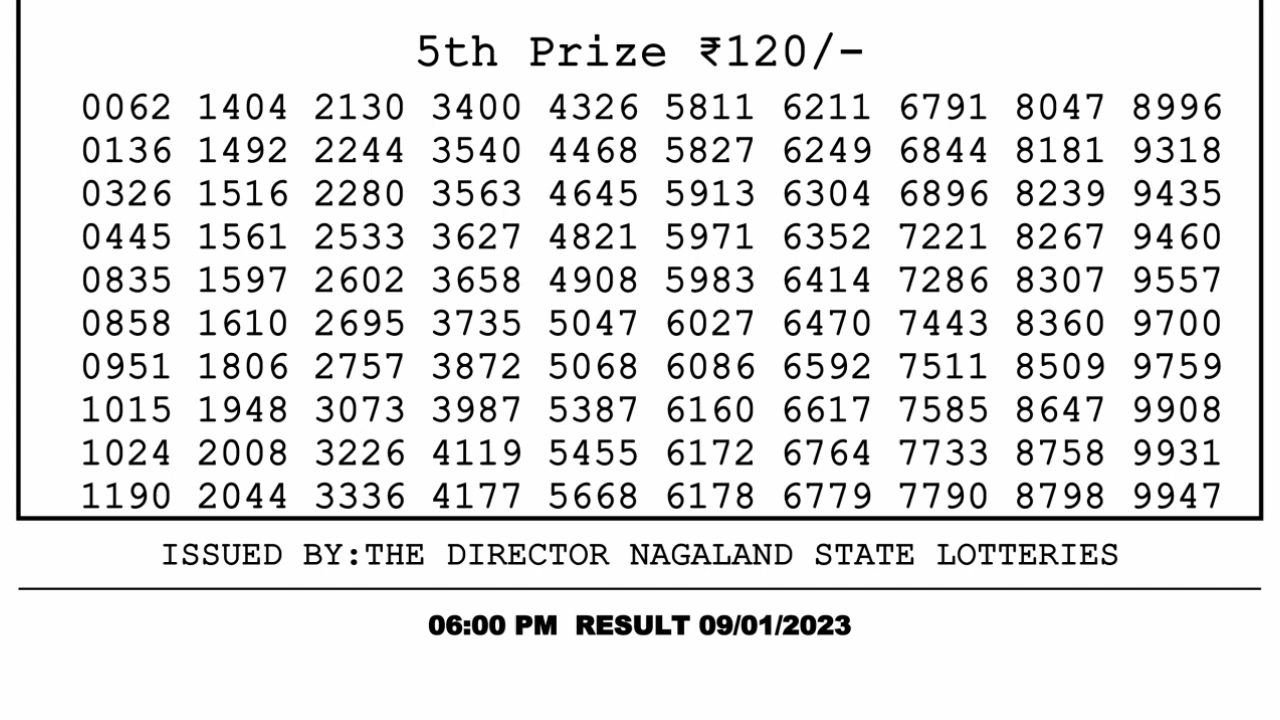 5th Prize ₹120/-
0062 1404 2130 3400 4326 5811 6211 6791 8047 8996
0136 1492 2244 3540 4468 5827 6249 6844 8181 9318
0326 1516 2280 3563 4645 5913 6304 6896 8239 9435
0445 1561 2533 3627 4821 5971 6352 7221 8267 9460
0835 1597 2602 3658 4908 5983 6414 7286 8307 9557
0858 1610 2695 3735 5047 6027 6470 7443 8360 9700
0951 1806 2757 3872 5068 6086 6592 7511 8509 9759
1015 1948 3073 3987 5387 6160 6617 7585 8647 9908
1024 2008 3226 4119 5455 6172 6764 7733 8758 9931
1190 2044 3336 4177 5668 6178 6779 7790 8798 9947
ISSUED BY:THE DIRECTOR NAGALAND STATE LOTTERIES
06:00 PM RESULT 09/01/2023